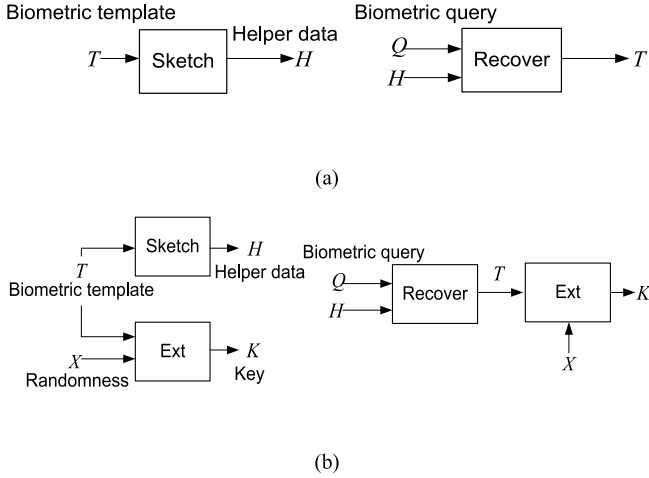 Biometric template
T
Sketch
Helper data
H
Biometric query
Q
H
Recover
T
(a)
Sketch
H
Helper data
T
Biometric template
X
Randomness
Ext
K
Key
Biometric query
Q
H
Recover
T
Ext
K
X
(b)